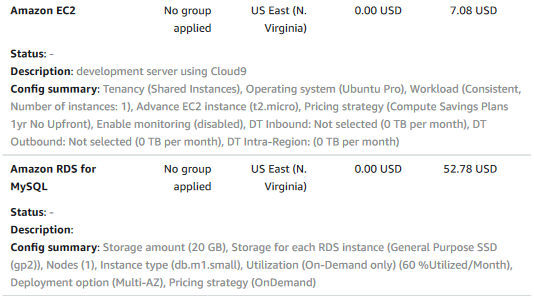 Amazon EC2 No group US East (N. 0.00 USD 7.08 USD
applied Virginia)
Status: -
Description: development server using Cloud9
Config summary: Tenancy (Shared Instances), Operating system (Ubuntu Pro), Workload (Consistent,
Number of instances: 1), Advance EC2 instance (t2.micro), Pricing strategy (Compute Savings Plans
1yr No Upfront), Enable monitoring (disabled), DT Inbound: Not selected (0 TB per month), DT
Outbound: Not selected (0 TB per month), DT Intra-Region: (0 TB per month)
Amazon RDS for No group US East (N. 0.00 USD 52.78 USD
MySQL applied Virginia)
Status: -
Description:
Config summary: Storage amount (20 GB), Storage for each RDS instance (General Purpose SSD
(gp2)), Nodes (1), Instance type (db.m1.small), Utilization (On-Demand only) (60 %Utilized/Month),
Deployment option (Multi-AZ), Pricing strategy (OnDemand)